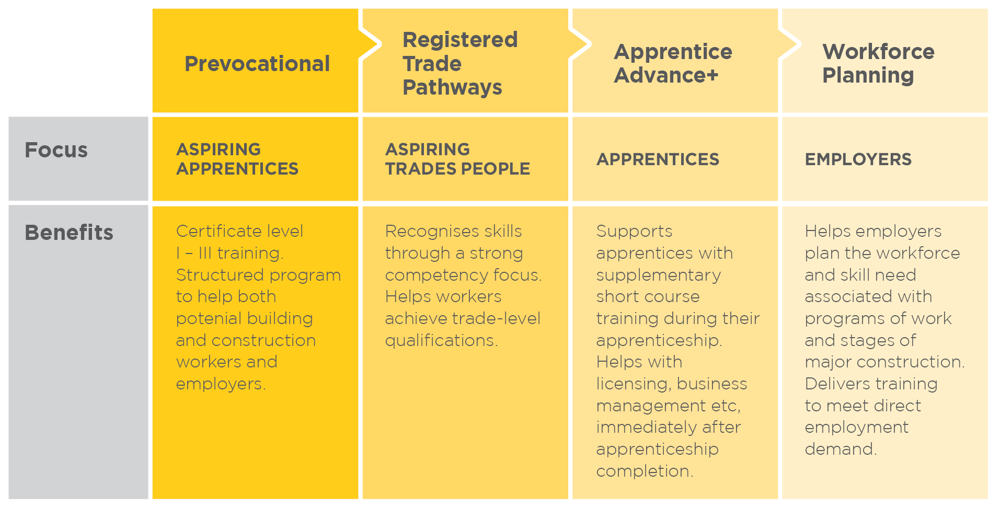 Prevocational
Registered
Trade
Pathways
Apprentice
Advance+
Workforce
Planning
Focus
ASPIRING
APPRENTICES
ASPIRING
TRADES PEOPLE
APPRENTICES
EMPLOYERS
Benefits
Certificate level
I – III training.
Structured program
to help both
potenial building
and construction
workers and
employers.
Recognises skills
through a strong
competency focus.
Helps workers
achieve trade-level
qualifications.
Supports
apprentices with
supplementary
short course
training during their
apprenticeship.
Helps with
licensing, business
management etc,
immediately after
apprenticeship
completion.
Helps employers
plan the workforce
and skill need
associated with
programs of work
and stages of
major construction.
Delivers training
to meet direct
employment
demand.